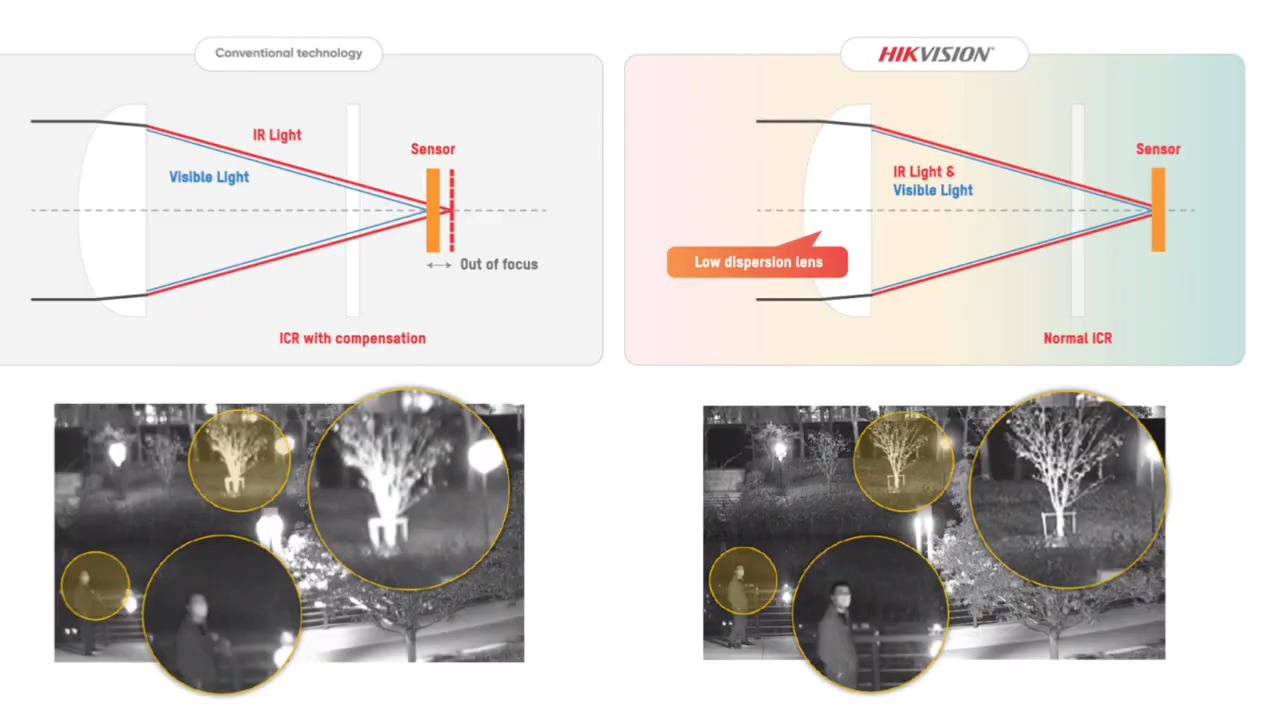 Conventional technology
IR Light
Visible Light
Sensor
Out of focus
ICR with compensation
HIKVISION
IR Light &
Visible Light
Sensor
Low dispersion lens
Normal ICR